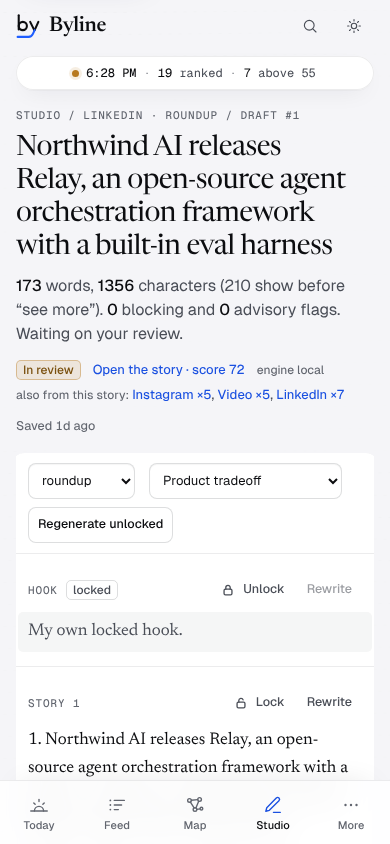 by Byline
6:28 PM · 19 ranked · 7 above 55
STUDIO / LINKEDIN · ROUNDUP / DRAFT #1
Northwind AI releases
Relay, an open-source agent
orchestration framework
with a built-in eval harness
173 words, 1356 characters (210 show before
“see more”). 0 blocking and 0 advisory flags.
Waiting on your review.
In review Open the story · score 72 engine local
also from this story: Instagram ×5, Video ×5, LinkedIn ×7
Saved 1d ago
roundup Product tradeoff
Regenerate unlocked
HOOK locked Unlock Rewrite
My own locked hook.
STORY 1 Lock Rewrite
1. Northwind AI releases Relay, an open-
source agent orchestration framework with a
Today Feed Map Studio More